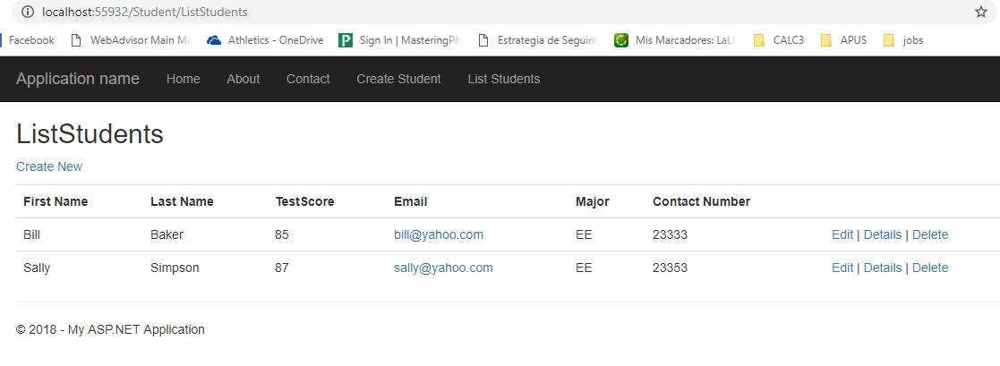 localhost:55932/Student/ListStudents
Facebook WebAdvisor Main Me Athletics - OneDrive Sign In | MasteringPh Estrategia de Seguim Mis Marcadores: LaLi CALC3 APUS jobs
Application name Home About Contact Create Student List Students
ListStudents
Create New
First Name Last Name TestScore Email Major Contact Number
Bill Baker 85 bill@yahoo.com EE 23333 Edit | Details | Delete
Sally Simpson 87 sally@yahoo.com EE 23353 Edit | Details | Delete
© 2018 - My ASP.NET Application